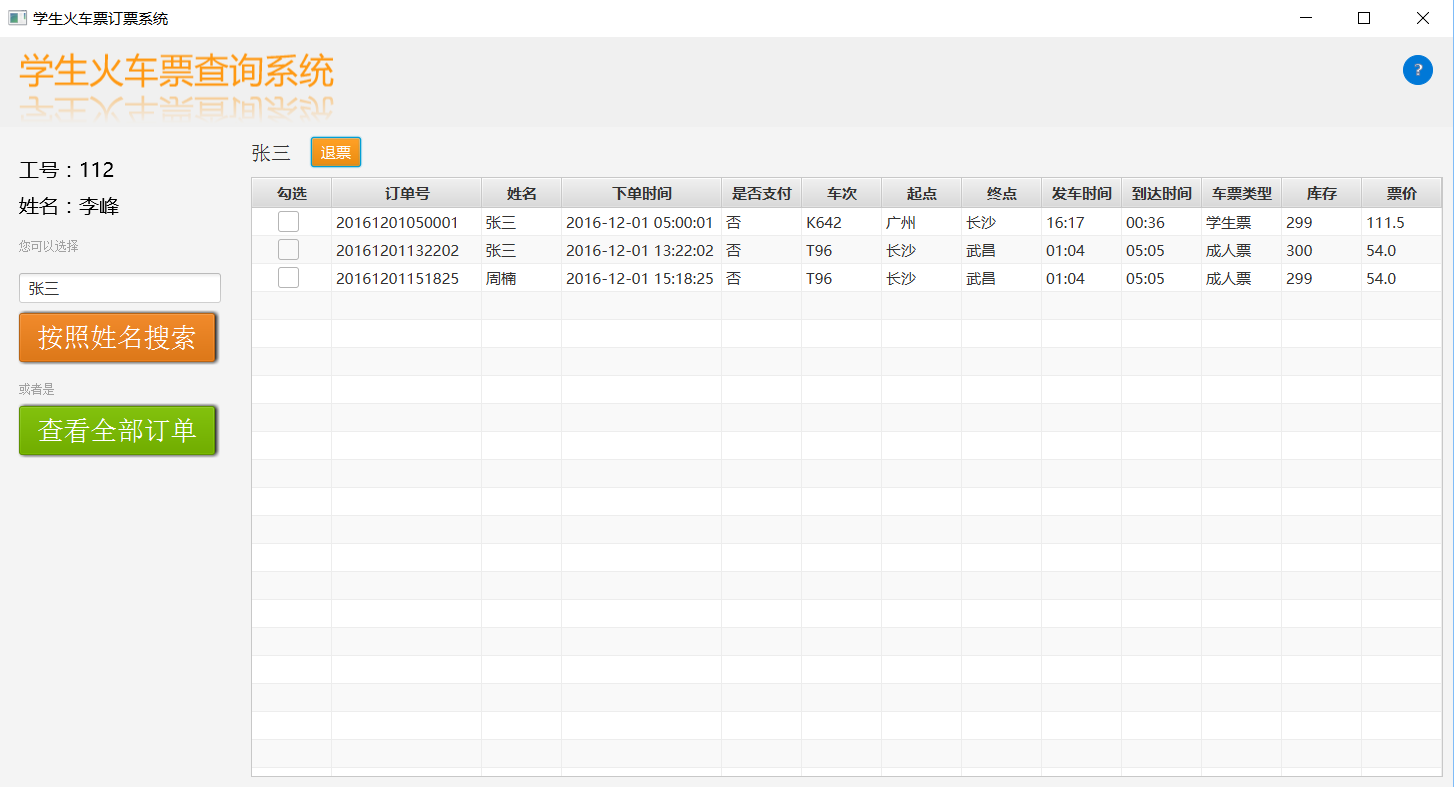 学生火车票订票系统
学生火车票查询系统
?
工号：112
姓名：李峰
您可以选择
张三
按照姓名搜索
或者是
查看全部订单
张三 退票
勾选 订单号 姓名 下单时间 是否支付 车次 起点 终点 发车时间 到达时间 车票类型 库存 票价
20161201050001 张三 2016-12-01 05:00:01 否 K642 广州 长沙 16:17 00:36 学生票 299 111.5
20161201132202 张三 2016-12-01 13:22:02 否 T96 长沙 武昌 01:04 05:05 成人票 300 54.0
20161201151825 周楠 2016-12-01 15:18:25 否 T96 长沙 武昌 01:04 05:05 成人票 299 54.0